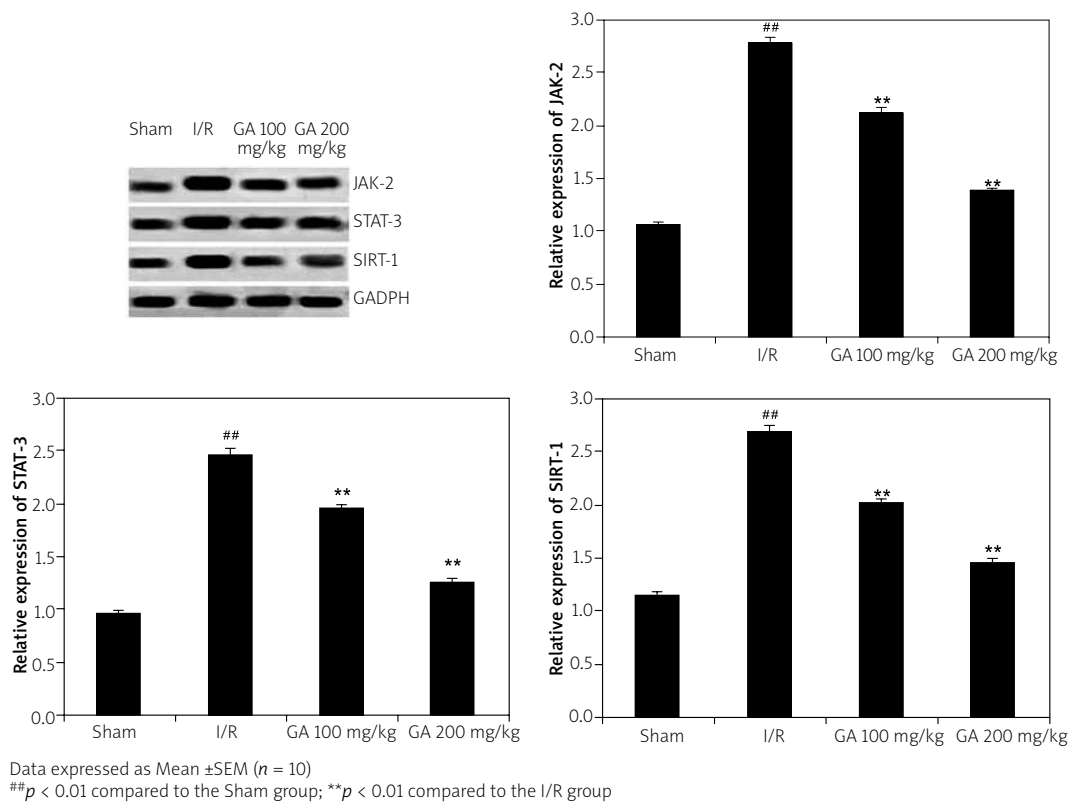 Sham I/R GA 100 mg/kg GA 200 mg/kg
JAK-2
STAT-3
SIRT-1
GADPH
Relative expression of JAK-2
3.0
2.5
2.0
1.5
1.0
0.5
0.0
##
**
**
Sham I/R GA 100 mg/kg GA 200 mg/kg
Relative expression of STAT-3
3.0
2.5
2.0
1.5
1.0
0.5
0.0
##
**
**
Sham I/R GA 100 mg/kg GA 200 mg/kg
Relative expression of SIRT-1
3.0
2.5
2.0
1.5
1.0
0.5
0.0
##
**
**
Sham I/R GA 100 mg/kg GA 200 mg/kg
Data expressed as Mean ±SEM (n = 10)
##p < 0.01 compared to the Sham group; **p < 0.01 compared to the I/R group